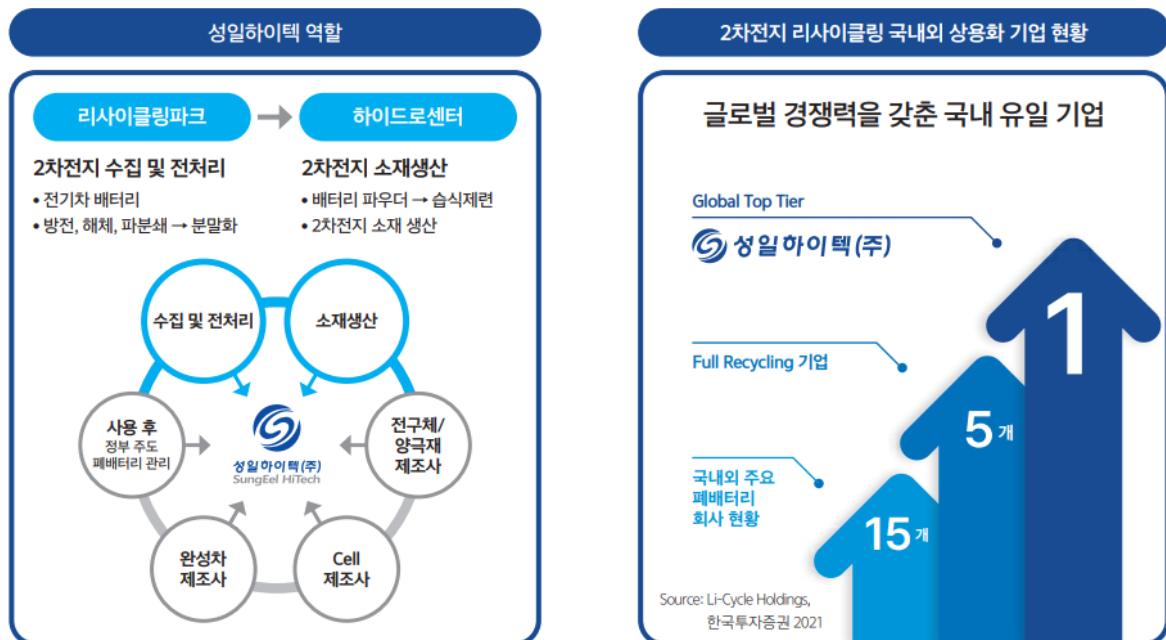 성일하이텍 역할
리사이클링파크 → 하이드로센터
2차전지 수집 및 전처리
• 전기차 배터리
• 방전, 해체, 파분쇄 → 분말화
2차전지 소재생산
• 배터리 파우더 → 습식제련
• 2차전지 소재 생산
수집 및 전처리
소재생산
사용 후
정부 주도
폐배터리 관리
성일하이텍(주)
SungEel HiTech
전구체/
양극재
제조사
완성차
제조사
Cell
제조사
2차전지 리사이클링 국내외 상용화 기업 현황
글로벌 경쟁력을 갖춘 국내 유일 기업
Global Top Tier
성일하이텍(주)
1
Full Recycling 기업
5개
국내외 주요
폐배터리
회사 현황
15개
Source: Li-Cycle Holdings,
한국투자증권 2021